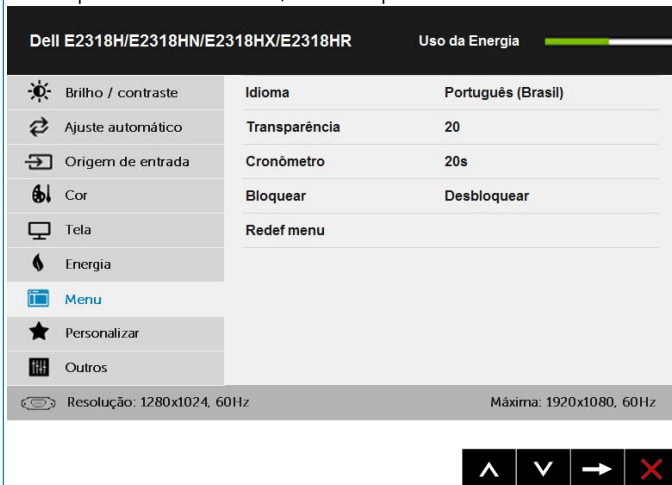 Dell E2318H/E2318HN/E2318HX/E2318HR Uso da Energia
Brilho / contraste Idioma Português (Brasil)
Ajuste automático Transparência 20
Origem de entrada Cronômetro 20s
Cor Bloquear Desbloquear
Tela Redef menu
Energia
Menu
Personalizar
Outros
Resolução: 1280x1024, 60Hz Máxima: 1920x1080, 60Hz